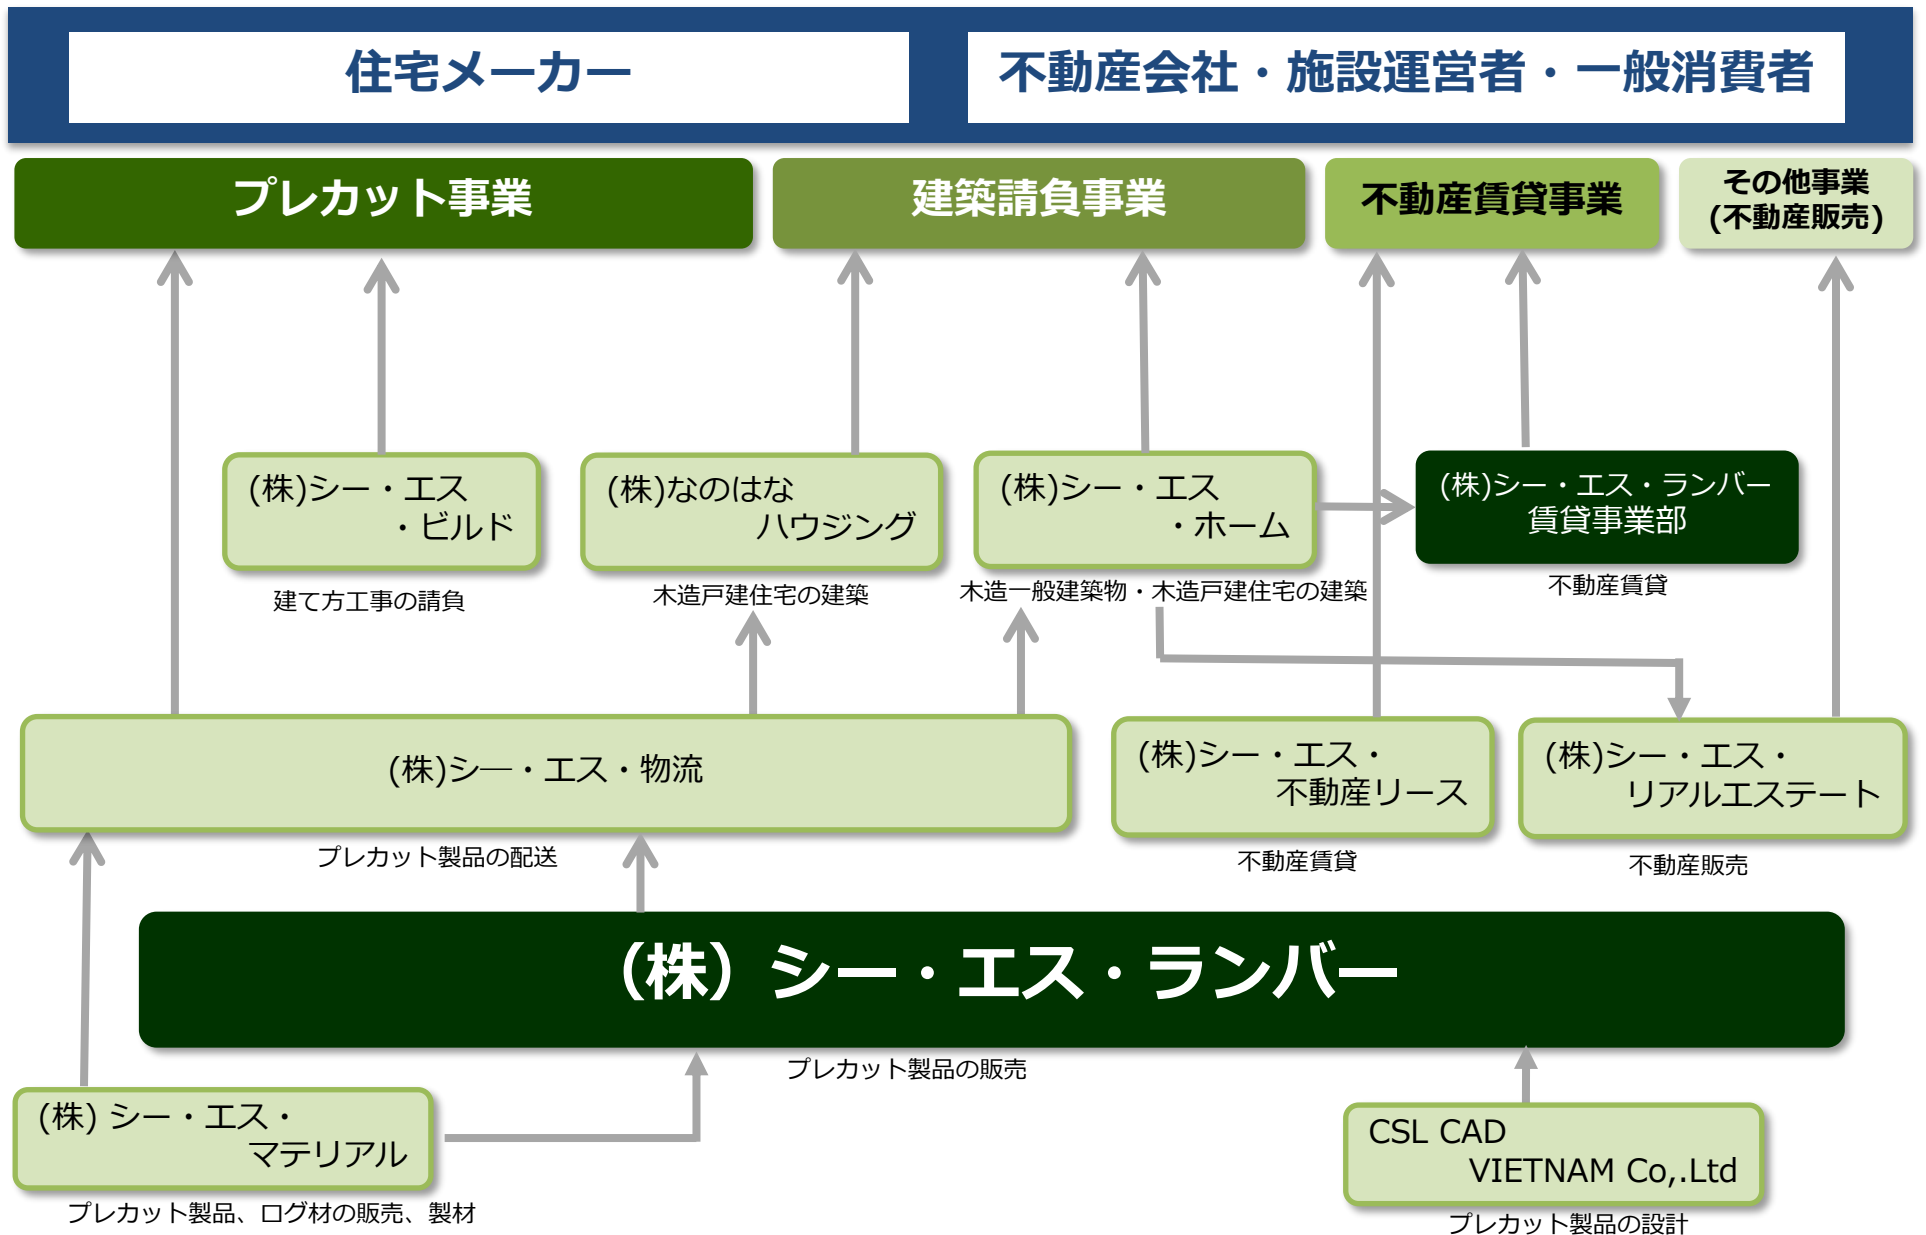 住宅メーカー
不動産会社・施設運営者・一般消費者
プレカット事業
建築請負事業
不動産賃貸事業
その他事業
(不動産販売)
(株)シー・エス
・ビルド
建て方工事の請負
(株)なのはな
ハウジング
木造戸建住宅の建築
(株)シー・エス
・ホーム
木造一般建築物・木造戸建住宅の建築
(株)シー・エス・ランバー
賃貸事業部
不動産賃貸
(株)シ―・エス・物流
プレカット製品の配送
(株)シー・エス・
不動産リース
不動産賃貸
(株)シー・エス・
リアルエステート
不動産販売
（株）シー・エス・ランバー
プレカット製品の販売
(株) シー・エス・
マテリアル
プレカット製品、ログ材の販売、製材
CSL CAD
VIETNAM Co,.Ltd
プレカット製品の設計